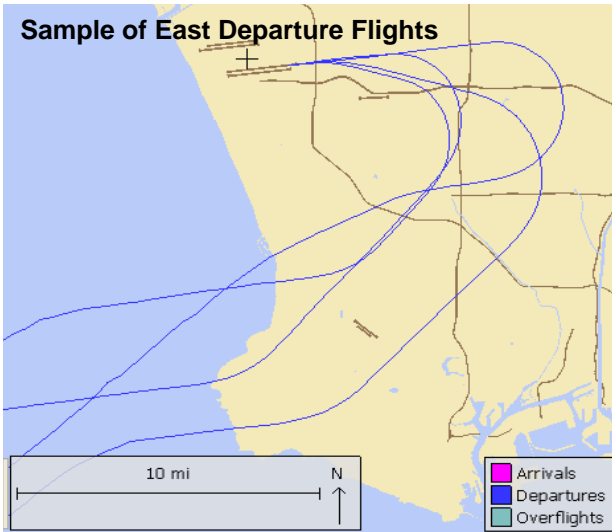 Sample of East Departure Flights
10 mi
N
Arrivals
Departures
Overflights